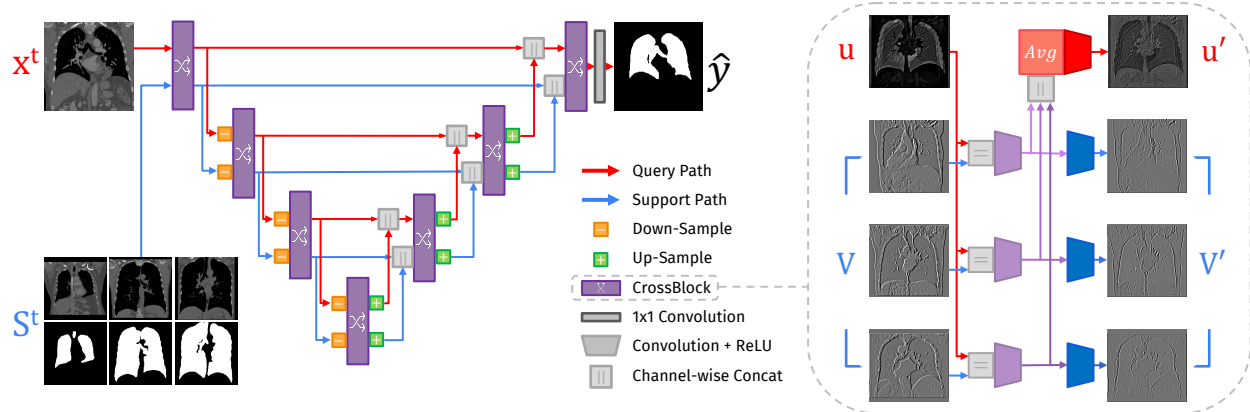 x^t
S^t
ŷ
Query Path
Support Path
Down-Sample
Up-Sample
CrossBlock
1x1 Convolution
Convolution + ReLU
Channel-wise Concat
u
Avg
u′
V
V′